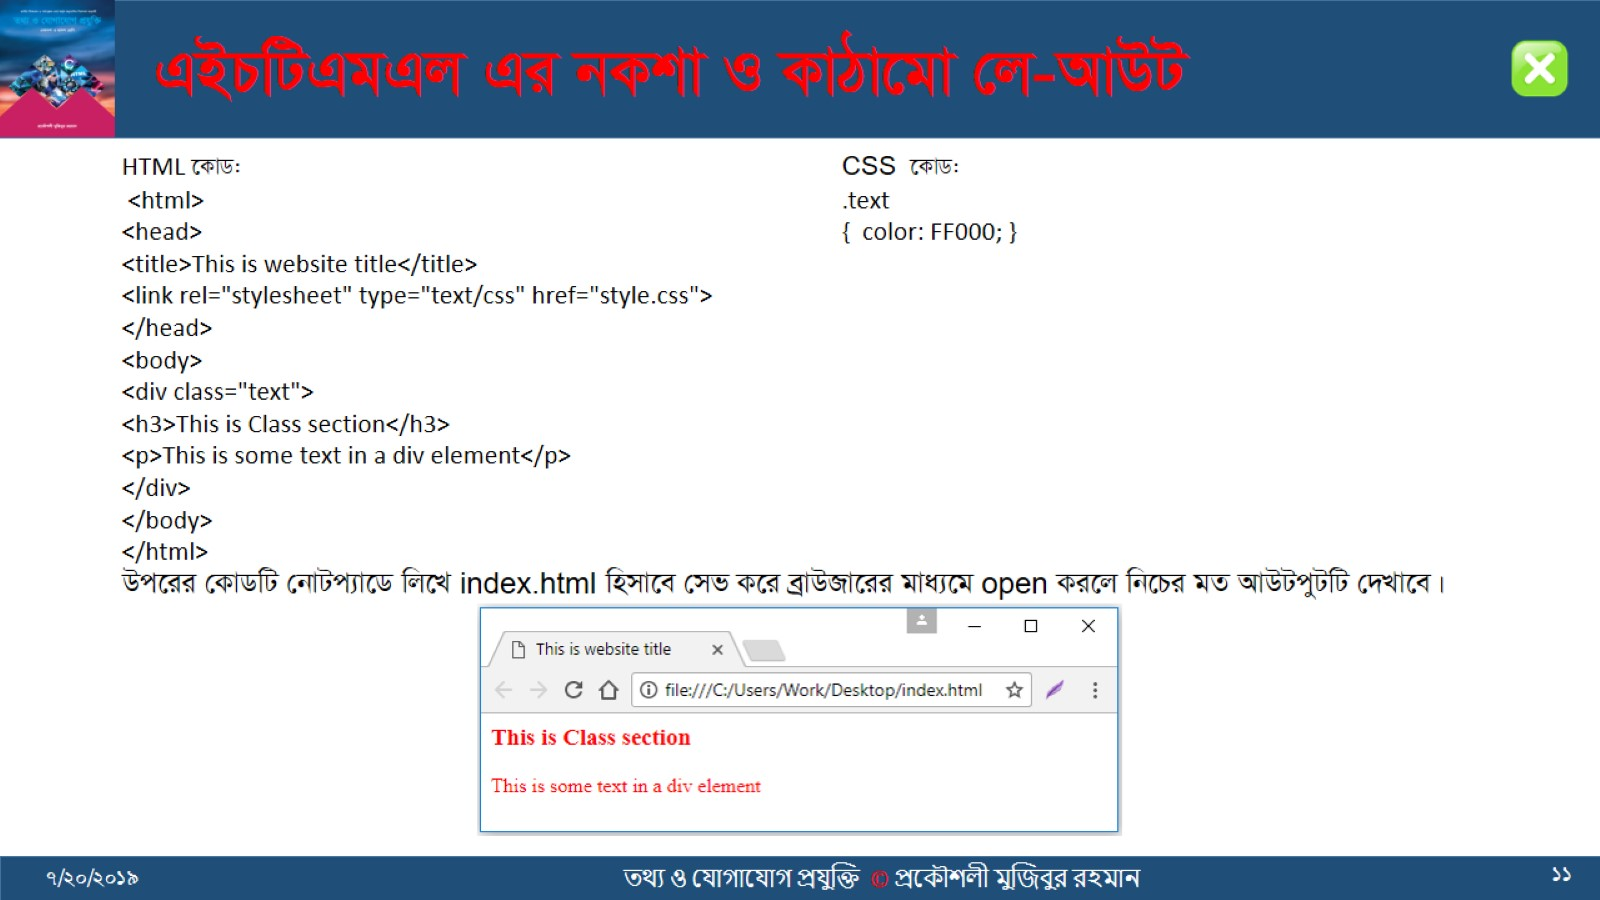 তথ্য ও যোগাযোগ প্রযুক্তি
এইচটিএমএল এর নকশা ও কাঠামো লে-আউট
HTML কোড:
<html>
<head>
<title>This is website title</title>
<link rel="stylesheet" type="text/css" href="style.css">
</head>
<body>
<div class="text">
<h3>This is Class section</h3>
<p>This is some text in a div element</p>
</div>
</body>
</html>
CSS কোড:
.text
{ color: FF000; }
উপরের কোডটি নোটপ্যাডে লিখে index.html হিসাবে সেভ করে ব্রাউজারের মাধ্যমে open করলে নিচের মত আউটপুটটি দেখাবে।
This is website title
file:///C:/Users/Work/Desktop/index.html
This is Class section
This is some text in a div element
৭/২০/২০১৯
তথ্য ও যোগাযোগ প্রযুক্তি © প্রকৌশলী মুজিবুর রহমান
১১